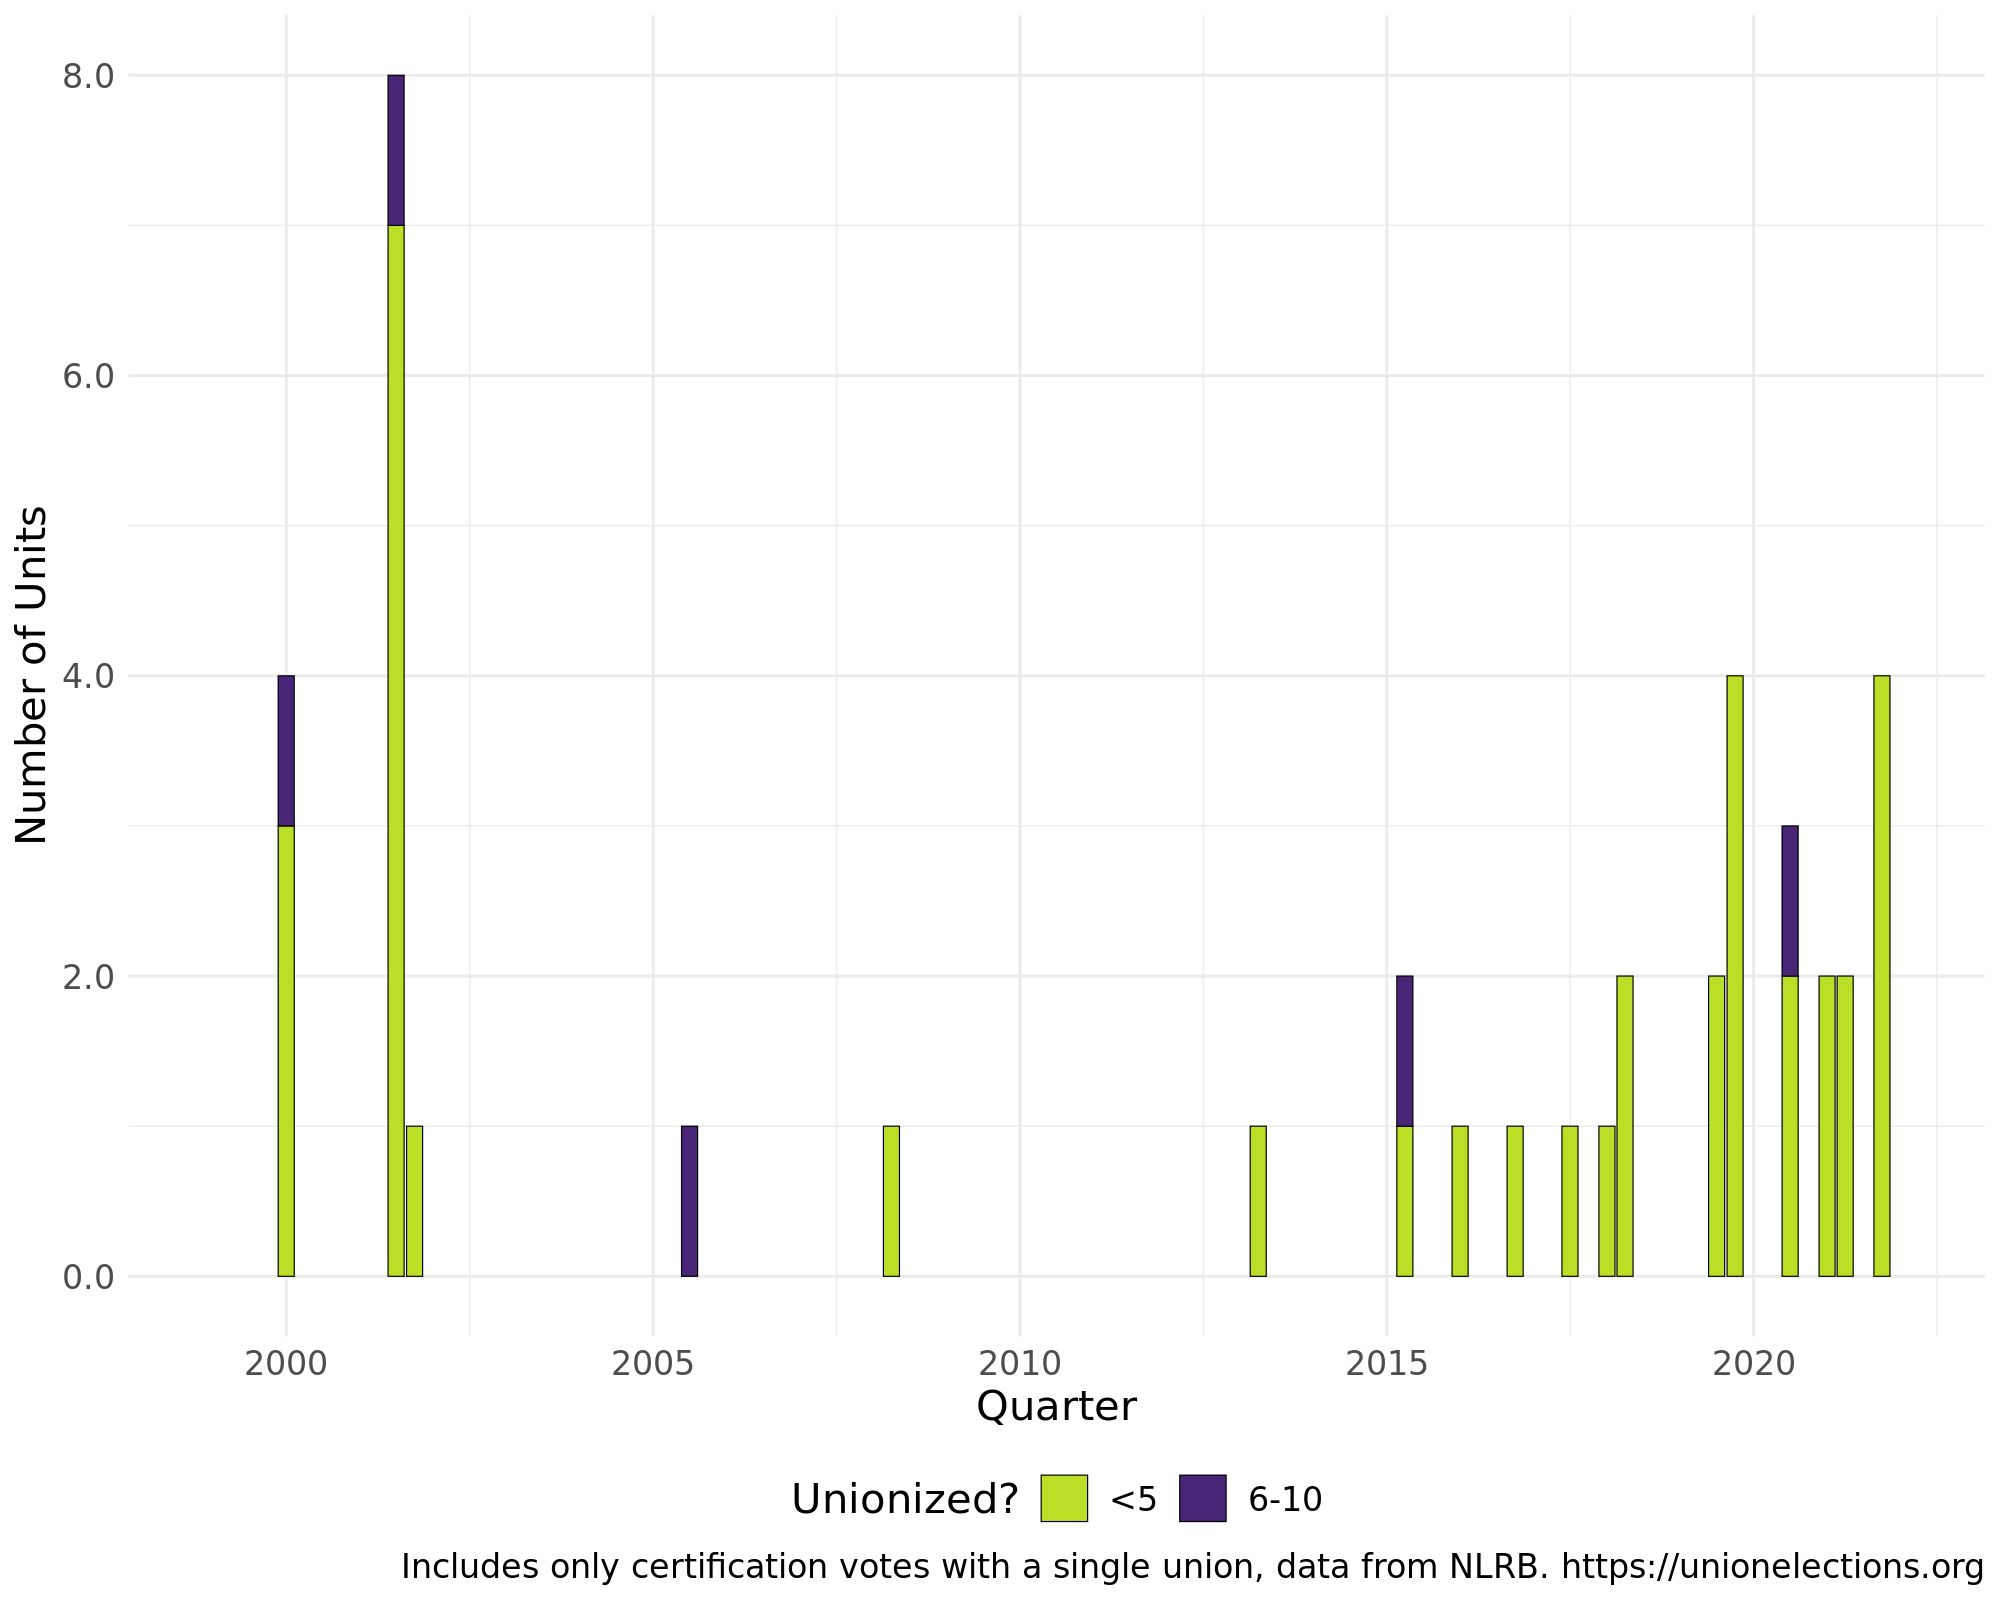 8.0
6.0
4.0
2.0
0.0
Number of Units
2000 2005 2010 2015 2020
Quarter
Unionized? <5 6-10
Includes only certification votes with a single union, data from NLRB. https://unionelections.org